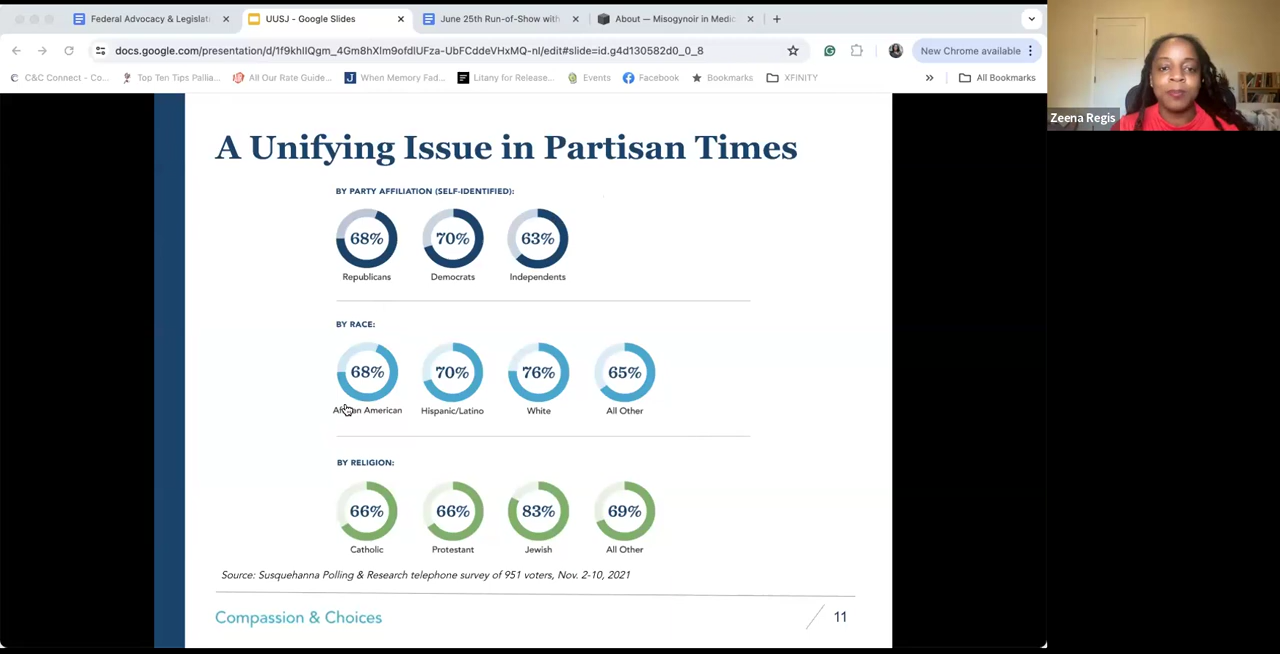 Federal Advocacy & Legislat
UUSJ - Google Slides
June 25th Run-of-Show with
About — Misogynoir in Medic
docs.google.com/presentation/d/1f9khIlQgm_4Gm8hXlm9ofdlUFza-UbFCddeVHxMQ-nI/edit#slide=id.g4d130582d0_0_8
New Chrome available
C&C Connect - Co...
Top Ten Tips Pallia...
All Our Rate Guide...
When Memory Fad...
Litany for Release...
Events
Facebook
Bookmarks
XFINITY
All Bookmarks
Zeena Regis
A Unifying Issue in Partisan Times
BY PARTY AFFILIATION (SELF-IDENTIFIED):
68% 70% 63%
Republicans Democrats Independents
BY RACE:
68% 70% 76% 65%
African American Hispanic/Latino White All Other
BY RELIGION:
66% 66% 83% 69%
Catholic Protestant Jewish All Other
Source: Susquehanna Polling & Research telephone survey of 951 voters, Nov. 2-10, 2021
Compassion & Choices
11